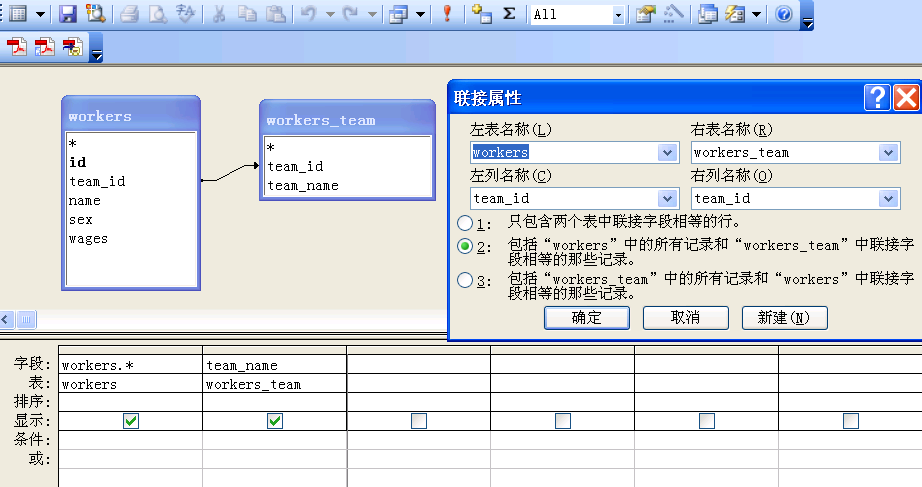 All
workers
*
id
team_id
name
sex
wages
workers_team
*
team_id
team_name
联接属性
左表名称(L)
右表名称(R)
workers
workers_team
左列名称(C)
右列名称(O)
team_id
team_id
1: 只包含两个表中联接字段相等的行。
2: 包括“workers”中的所有记录和“workers_team”中联接字
段相等的那些记录。
3: 包括“workers_team”中的所有记录和“workers”中联接字
段相等的那些记录。
确定
取消
新建(N)
字段: workers.* team_name
表: workers workers_team
排序:
显示:
条件:
或: